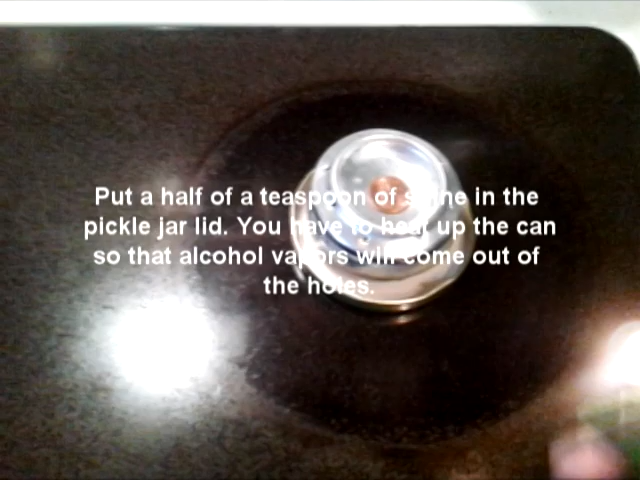 Put a half of a teaspoon of shine in the
pickle jar lid. You have to heat up the can
so that alcohol vapors will come out of
the holes.